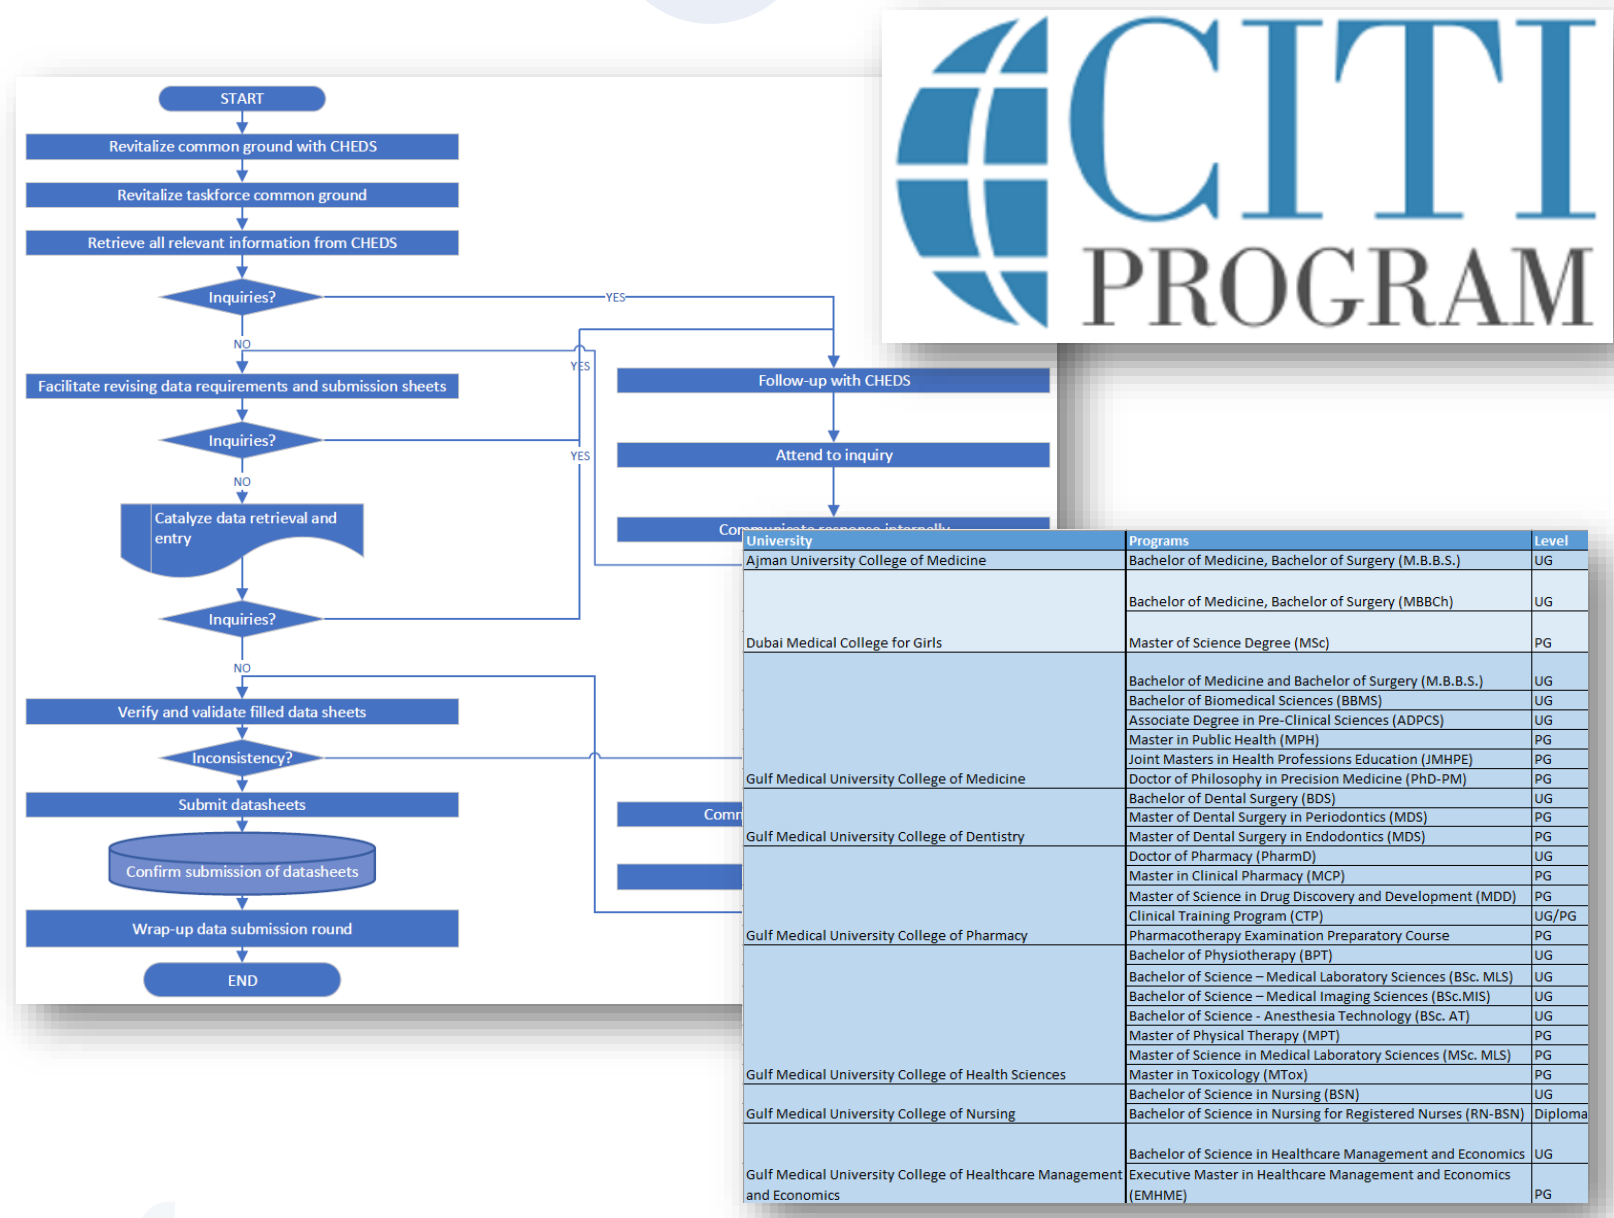 CITI
PROGRAM
START
Revitalize common ground with CHEDS
Revitalize taskforce common ground
Retrieve all relevant information from CHEDS
Inquiries?
YES
NO
YES
Facilitate revising data requirements and submission sheets
Follow-up with CHEDS
Inquiries?
YES
Attend to inquiry
NO
Catalyze data retrieval and
entry
Communicate response internally
Inquiries?
NO
Verify and validate filled data sheets
Inconsistency?
Submit datasheets
Confirm submission of datasheets
Wrap-up data submission round
END
University Programs Level
Ajman University College of Medicine Bachelor of Medicine, Bachelor of Surgery (M.B.B.S.) UG
Bachelor of Medicine, Bachelor of Surgery (MBBCh) UG
Dubai Medical College for Girls Master of Science Degree (MSc) PG
Bachelor of Medicine and Bachelor of Surgery (M.B.B.S.) UG
Bachelor of Biomedical Sciences (BBMS) UG
Associate Degree in Pre-Clinical Sciences (ADPCS) UG
Master in Public Health (MPH) PG
Joint Masters in Health Professions Education (JMHPE) PG
Gulf Medical University College of Medicine Doctor of Philosophy in Precision Medicine (PhD-PM) PG
Bachelor of Dental Surgery (BDS) UG
Master of Dental Surgery in Periodontics (MDS) PG
Gulf Medical University College of Dentistry Master of Dental Surgery in Endodontics (MDS) PG
Doctor of Pharmacy (PharmD) UG
Master in Clinical Pharmacy (MCP) PG
Master of Science in Drug Discovery and Development (MDD) PG
Clinical Training Program (CTP) UG/PG
Gulf Medical University College of Pharmacy Pharmacotherapy Examination Preparatory Course PG
Bachelor of Physiotherapy (BPT) UG
Bachelor of Science – Medical Laboratory Sciences (BSc. MLS) UG
Bachelor of Science – Medical Imaging Sciences (BSc.MIS) UG
Bachelor of Science - Anesthesia Technology (BSc. AT) UG
Master of Physical Therapy (MPT) PG
Master of Science in Medical Laboratory Sciences (MSc. MLS) PG
Gulf Medical University College of Health Sciences Master in Toxicology (MTox) PG
Bachelor of Science in Nursing (BSN) UG
Gulf Medical University College of Nursing Bachelor of Science in Nursing for Registered Nurses (RN-BSN) Diploma
Bachelor of Science in Healthcare Management and Economics UG
Gulf Medical University College of Healthcare Management Executive Master in Healthcare Management and Economics
and Economics (EMHME) PG